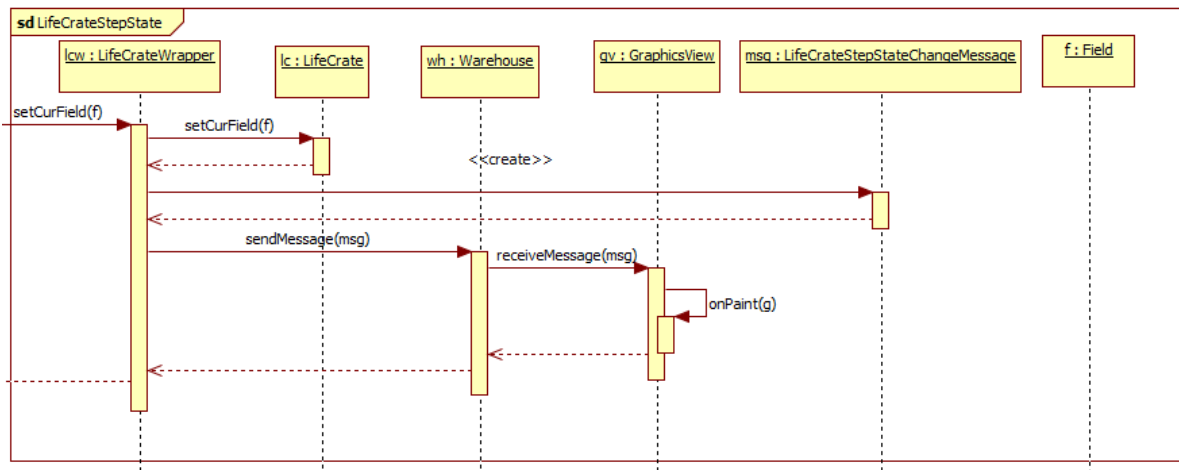 sd LifeCrateStepState
lcw : LifeCrateWrapper
lc : LifeCrate
wh : Warehouse
gv : GraphicsView
msg : LifeCrateStepStateChangeMessage
f : Field
setCurField(f)
setCurField(f)
<<create>>
sendMessage(msg)
receiveMessage(msg)
onPaint(g)